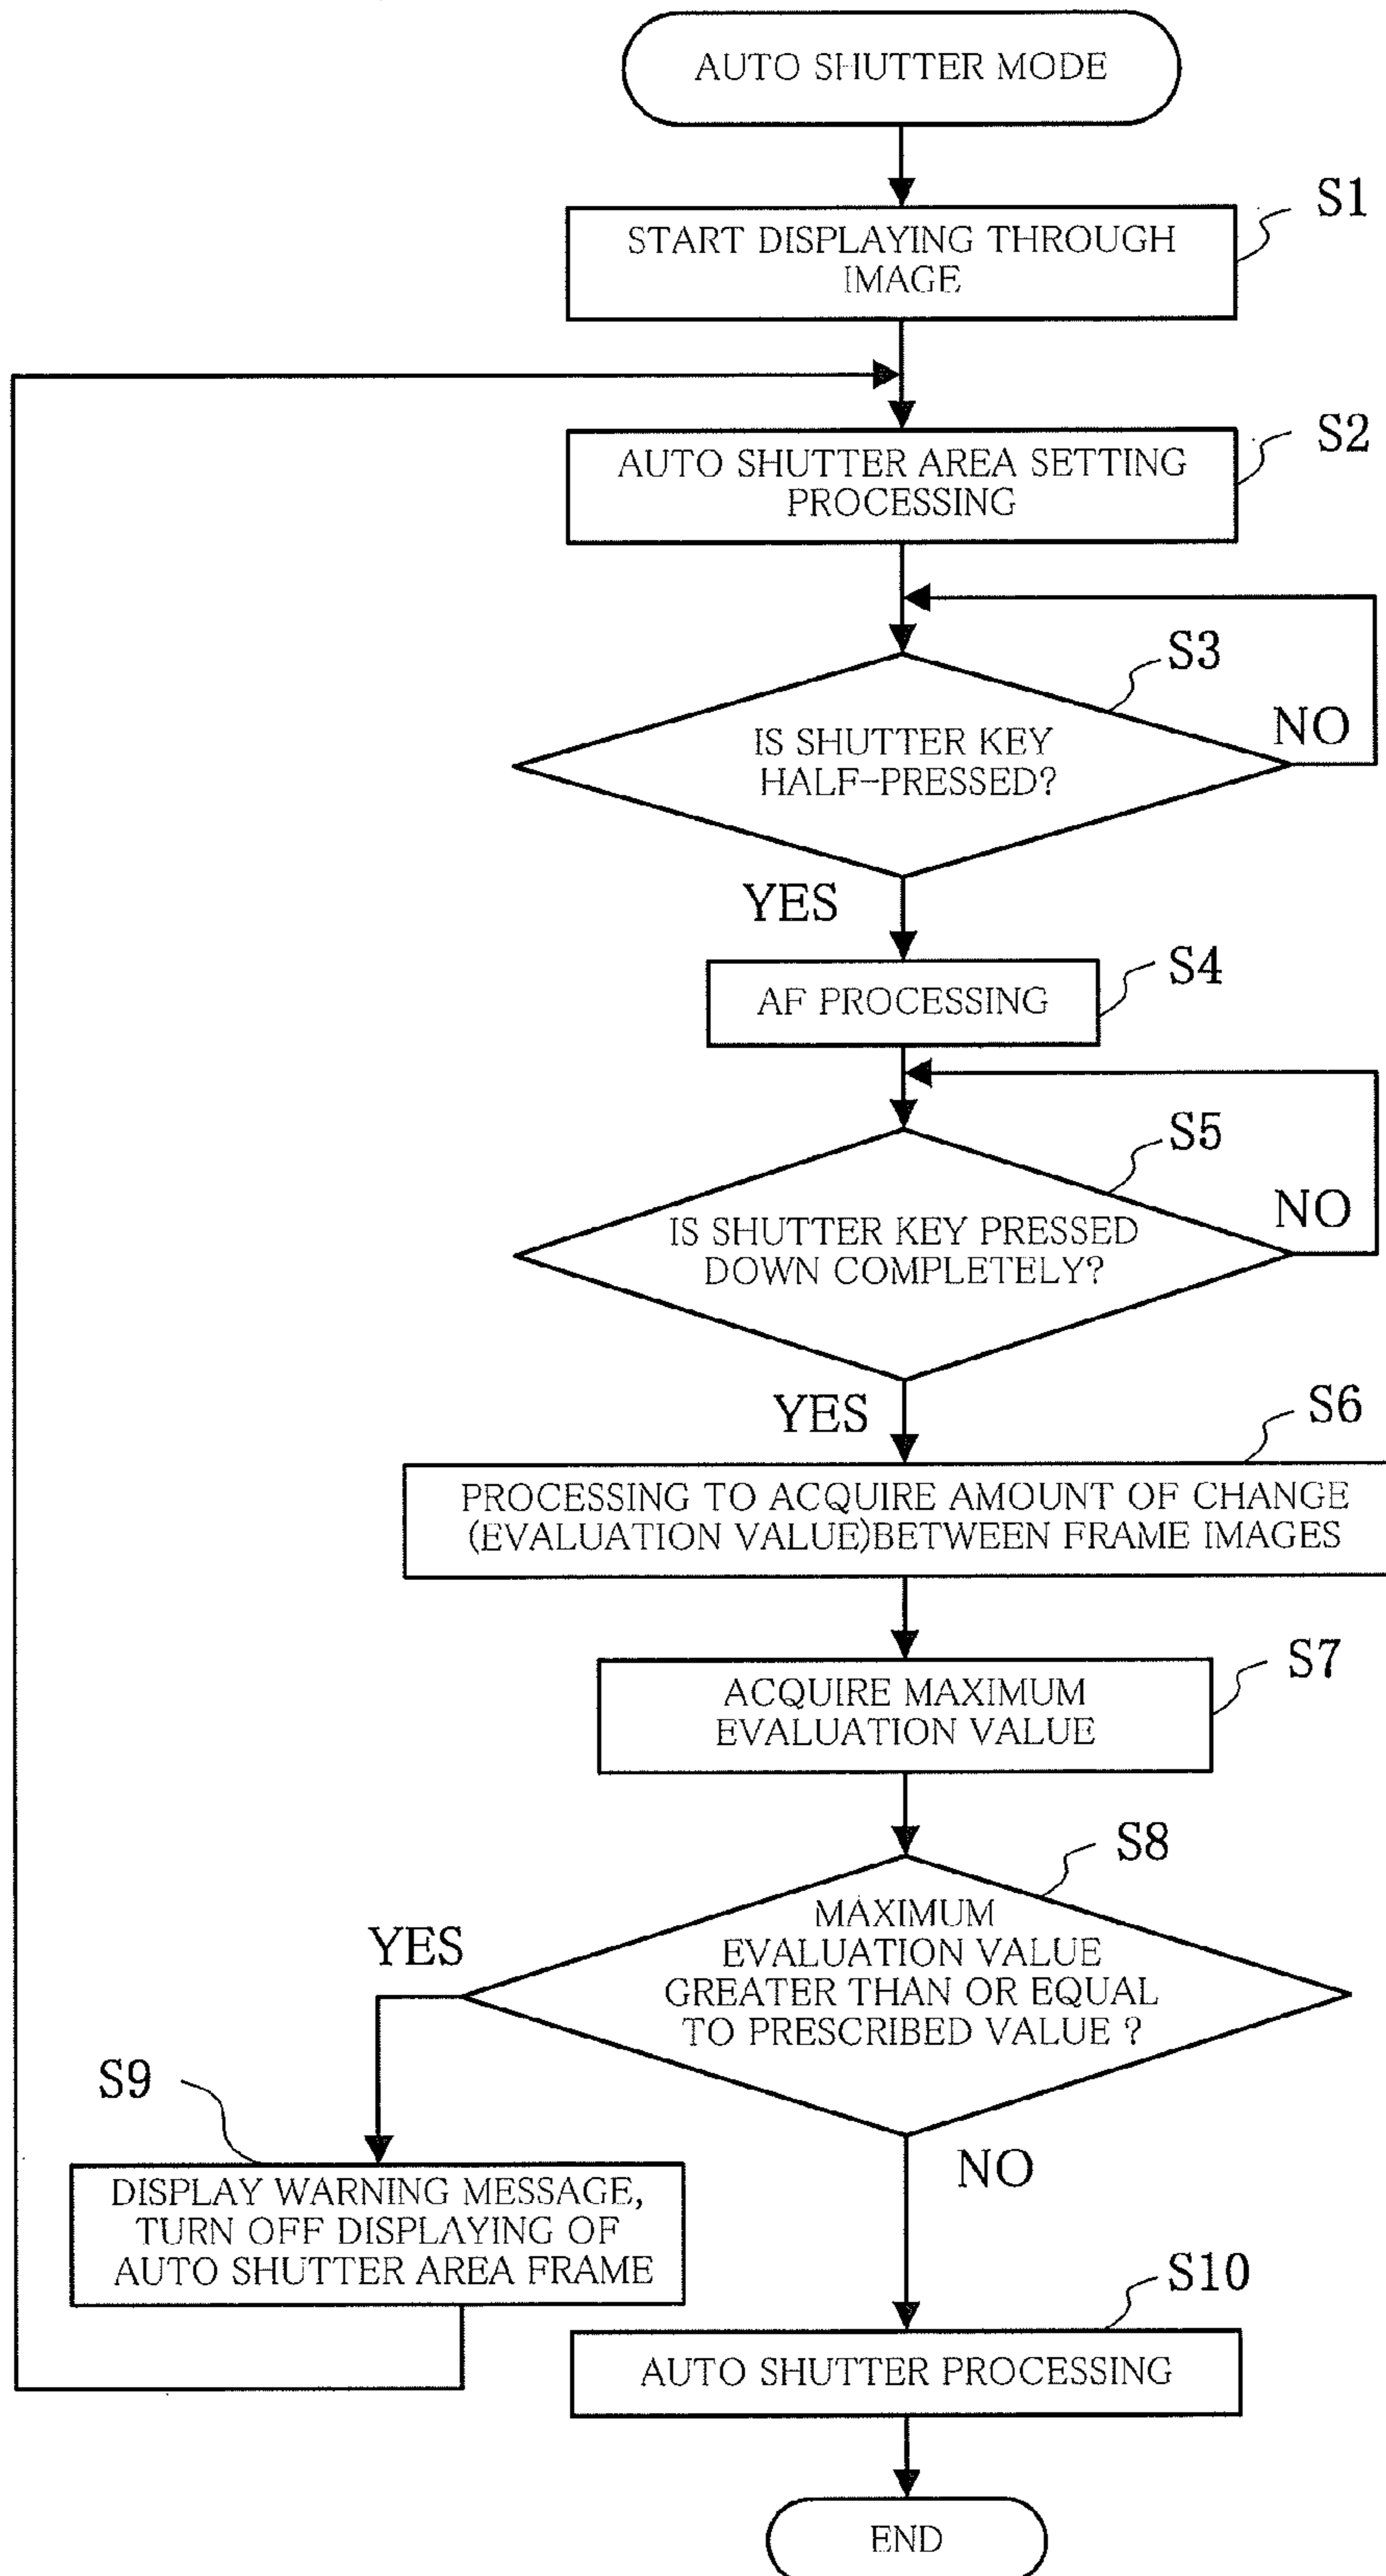 AUTO SHUTTER MODE
S1
START DISPLAYING THROUGH
IMAGE
S2
AUTO SHUTTER AREA SETTING
PROCESSING
S3
IS SHUTTER KEY
HALF-PRESSED?
NO
YES
S4
AF PROCESSING
S5
IS SHUTTER KEY PRESSED
DOWN COMPLETELY?
NO
YES
S6
PROCESSING TO ACQUIRE AMOUNT OF CHANGE
(EVALUATION VALUE)BETWEEN FRAME IMAGES
S7
ACQUIRE MAXIMUM
EVALUATION VALUE
S8
MAXIMUM
EVALUATION VALUE
GREATER THAN OR EQUAL
TO PRESCRIBED VALUE ?
YES
NO
S9
DISPLAY WARNING MESSAGE,
TURN OFF DISPLAYING OF
AUTO SHUTTER AREA FRAME
S10
AUTO SHUTTER PROCESSING
END